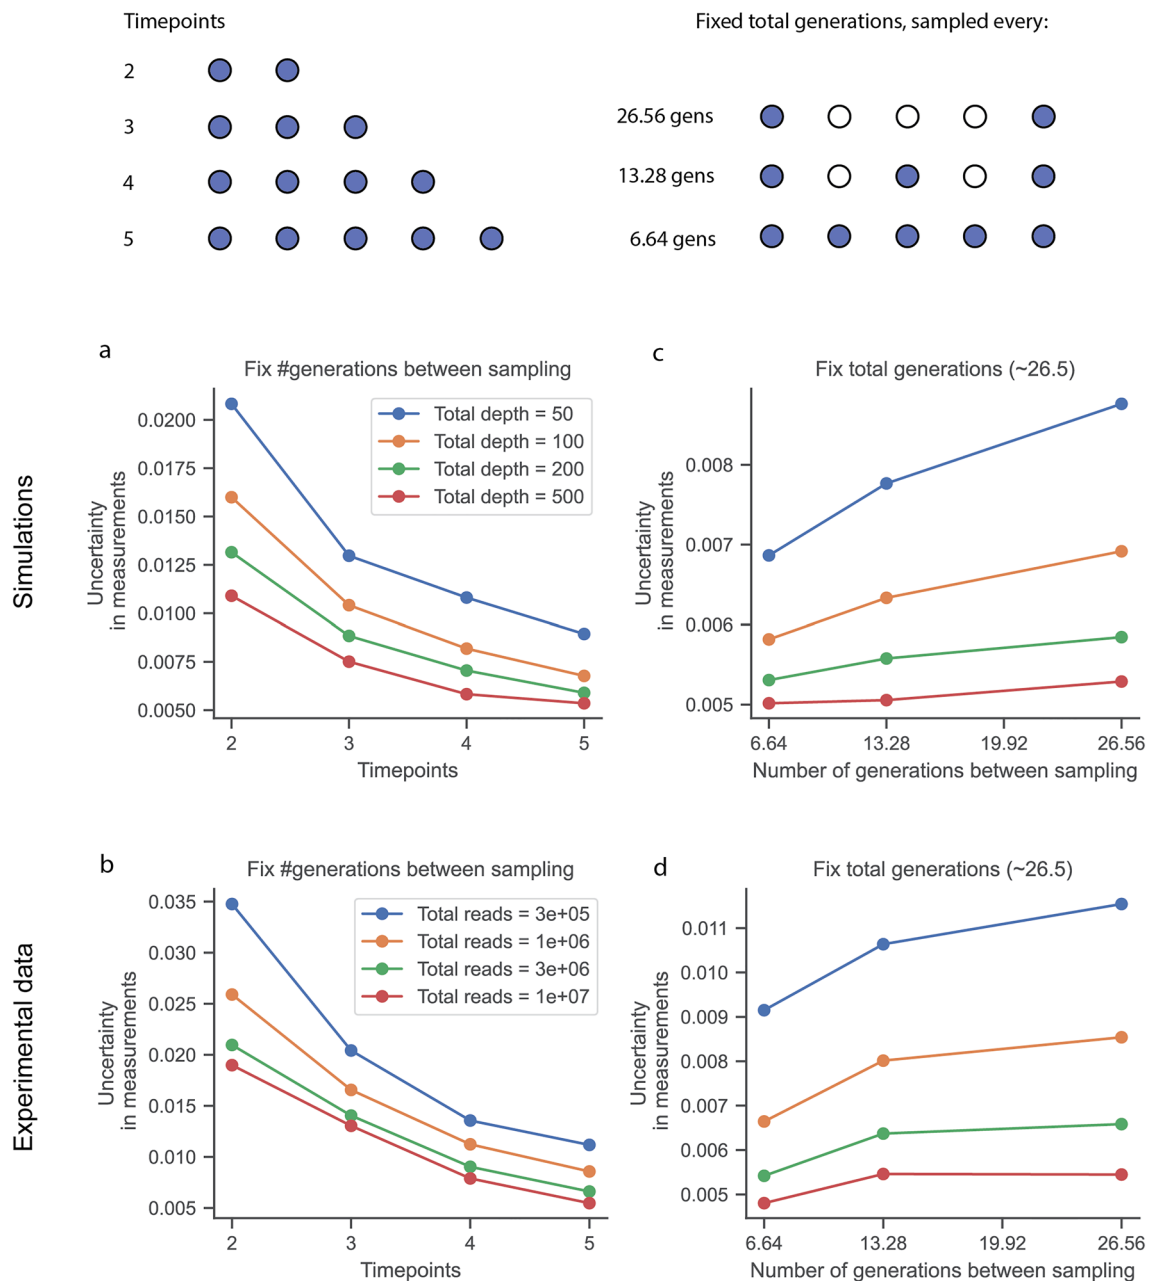 Timepoints
2
3
4
5
Fixed total generations, sampled every:
26.56 gens
13.28 gens
6.64 gens
Simulations
a
Fix #generations between sampling
Total depth = 50
Total depth = 100
Total depth = 200
Total depth = 500
Uncertainty
in measurements
0.0200
0.0175
0.0150
0.0125
0.0100
0.0075
0.0050
2 3 4 5
Timepoints
c
Fix total generations (~26.5)
Uncertainty
in measurements
0.008
0.007
0.006
0.005
6.64 13.28 19.92 26.56
Number of generations between sampling
Experimental data
b
Fix #generations between sampling
Total reads = 3e+05
Total reads = 1e+06
Total reads = 3e+06
Total reads = 1e+07
Uncertainty
in measurements
0.035
0.030
0.025
0.020
0.015
0.010
0.005
2 3 4 5
Timepoints
d
Fix total generations (~26.5)
Uncertainty
in measurements
0.011
0.010
0.009
0.008
0.007
0.006
0.005
6.64 13.28 19.92 26.56
Number of generations between sampling